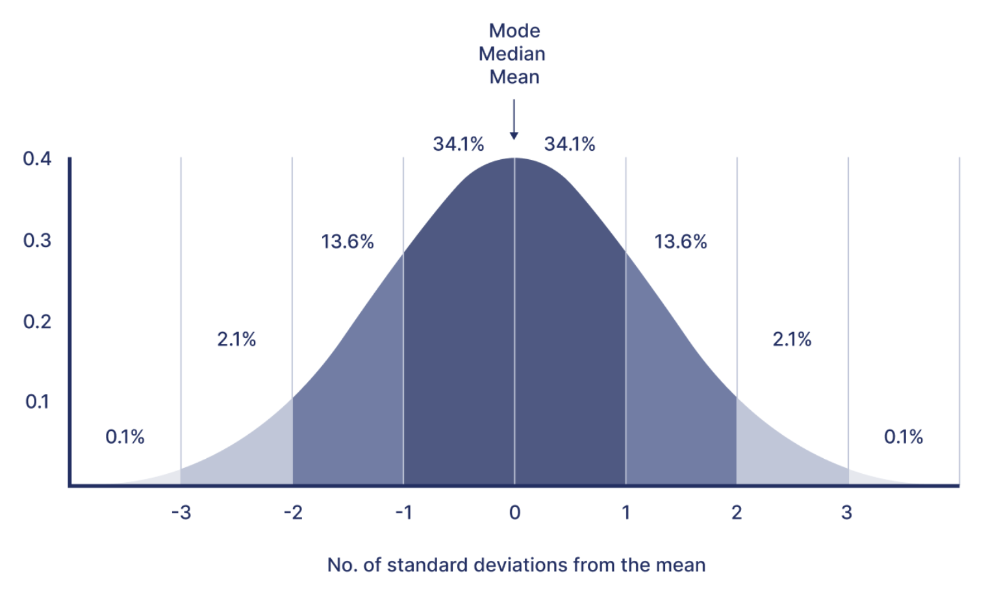 Mode
Median
Mean
34.1% 34.1%
0.4
0.3
13.6% 13.6%
0.2
2.1% 2.1%
0.1
0.1% 0.1%
-3 -2 -1 0 1 2 3
No. of standard deviations from the mean